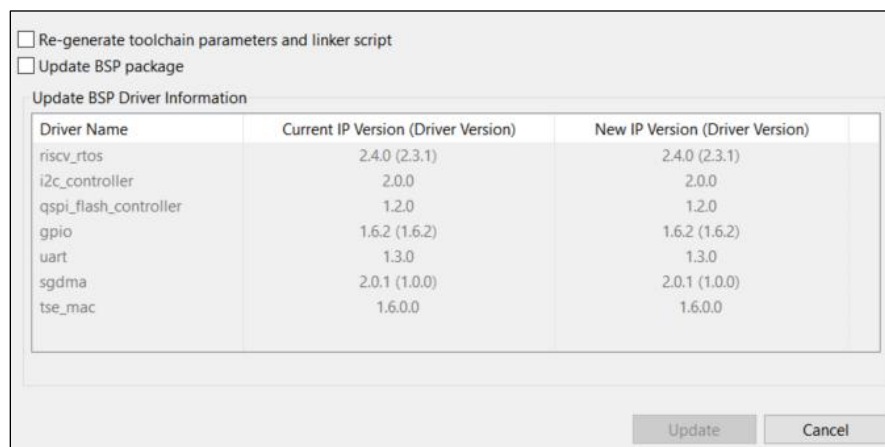 Re-generate toolchain parameters and linker script
Update BSP package
Update BSP Driver Information
Driver Name Current IP Version (Driver Version) New IP Version (Driver Version)
riscv_rtos 2.4.0 (2.3.1) 2.4.0 (2.3.1)
i2c_controller 2.0.0 2.0.0
qspi_flash_controller 1.2.0 1.2.0
gpio 1.6.2 (1.6.2) 1.6.2 (1.6.2)
uart 1.3.0 1.3.0
sgdma 2.0.1 (1.0.0) 2.0.1 (1.0.0)
tse_mac 1.6.0.0 1.6.0.0
Update Cancel